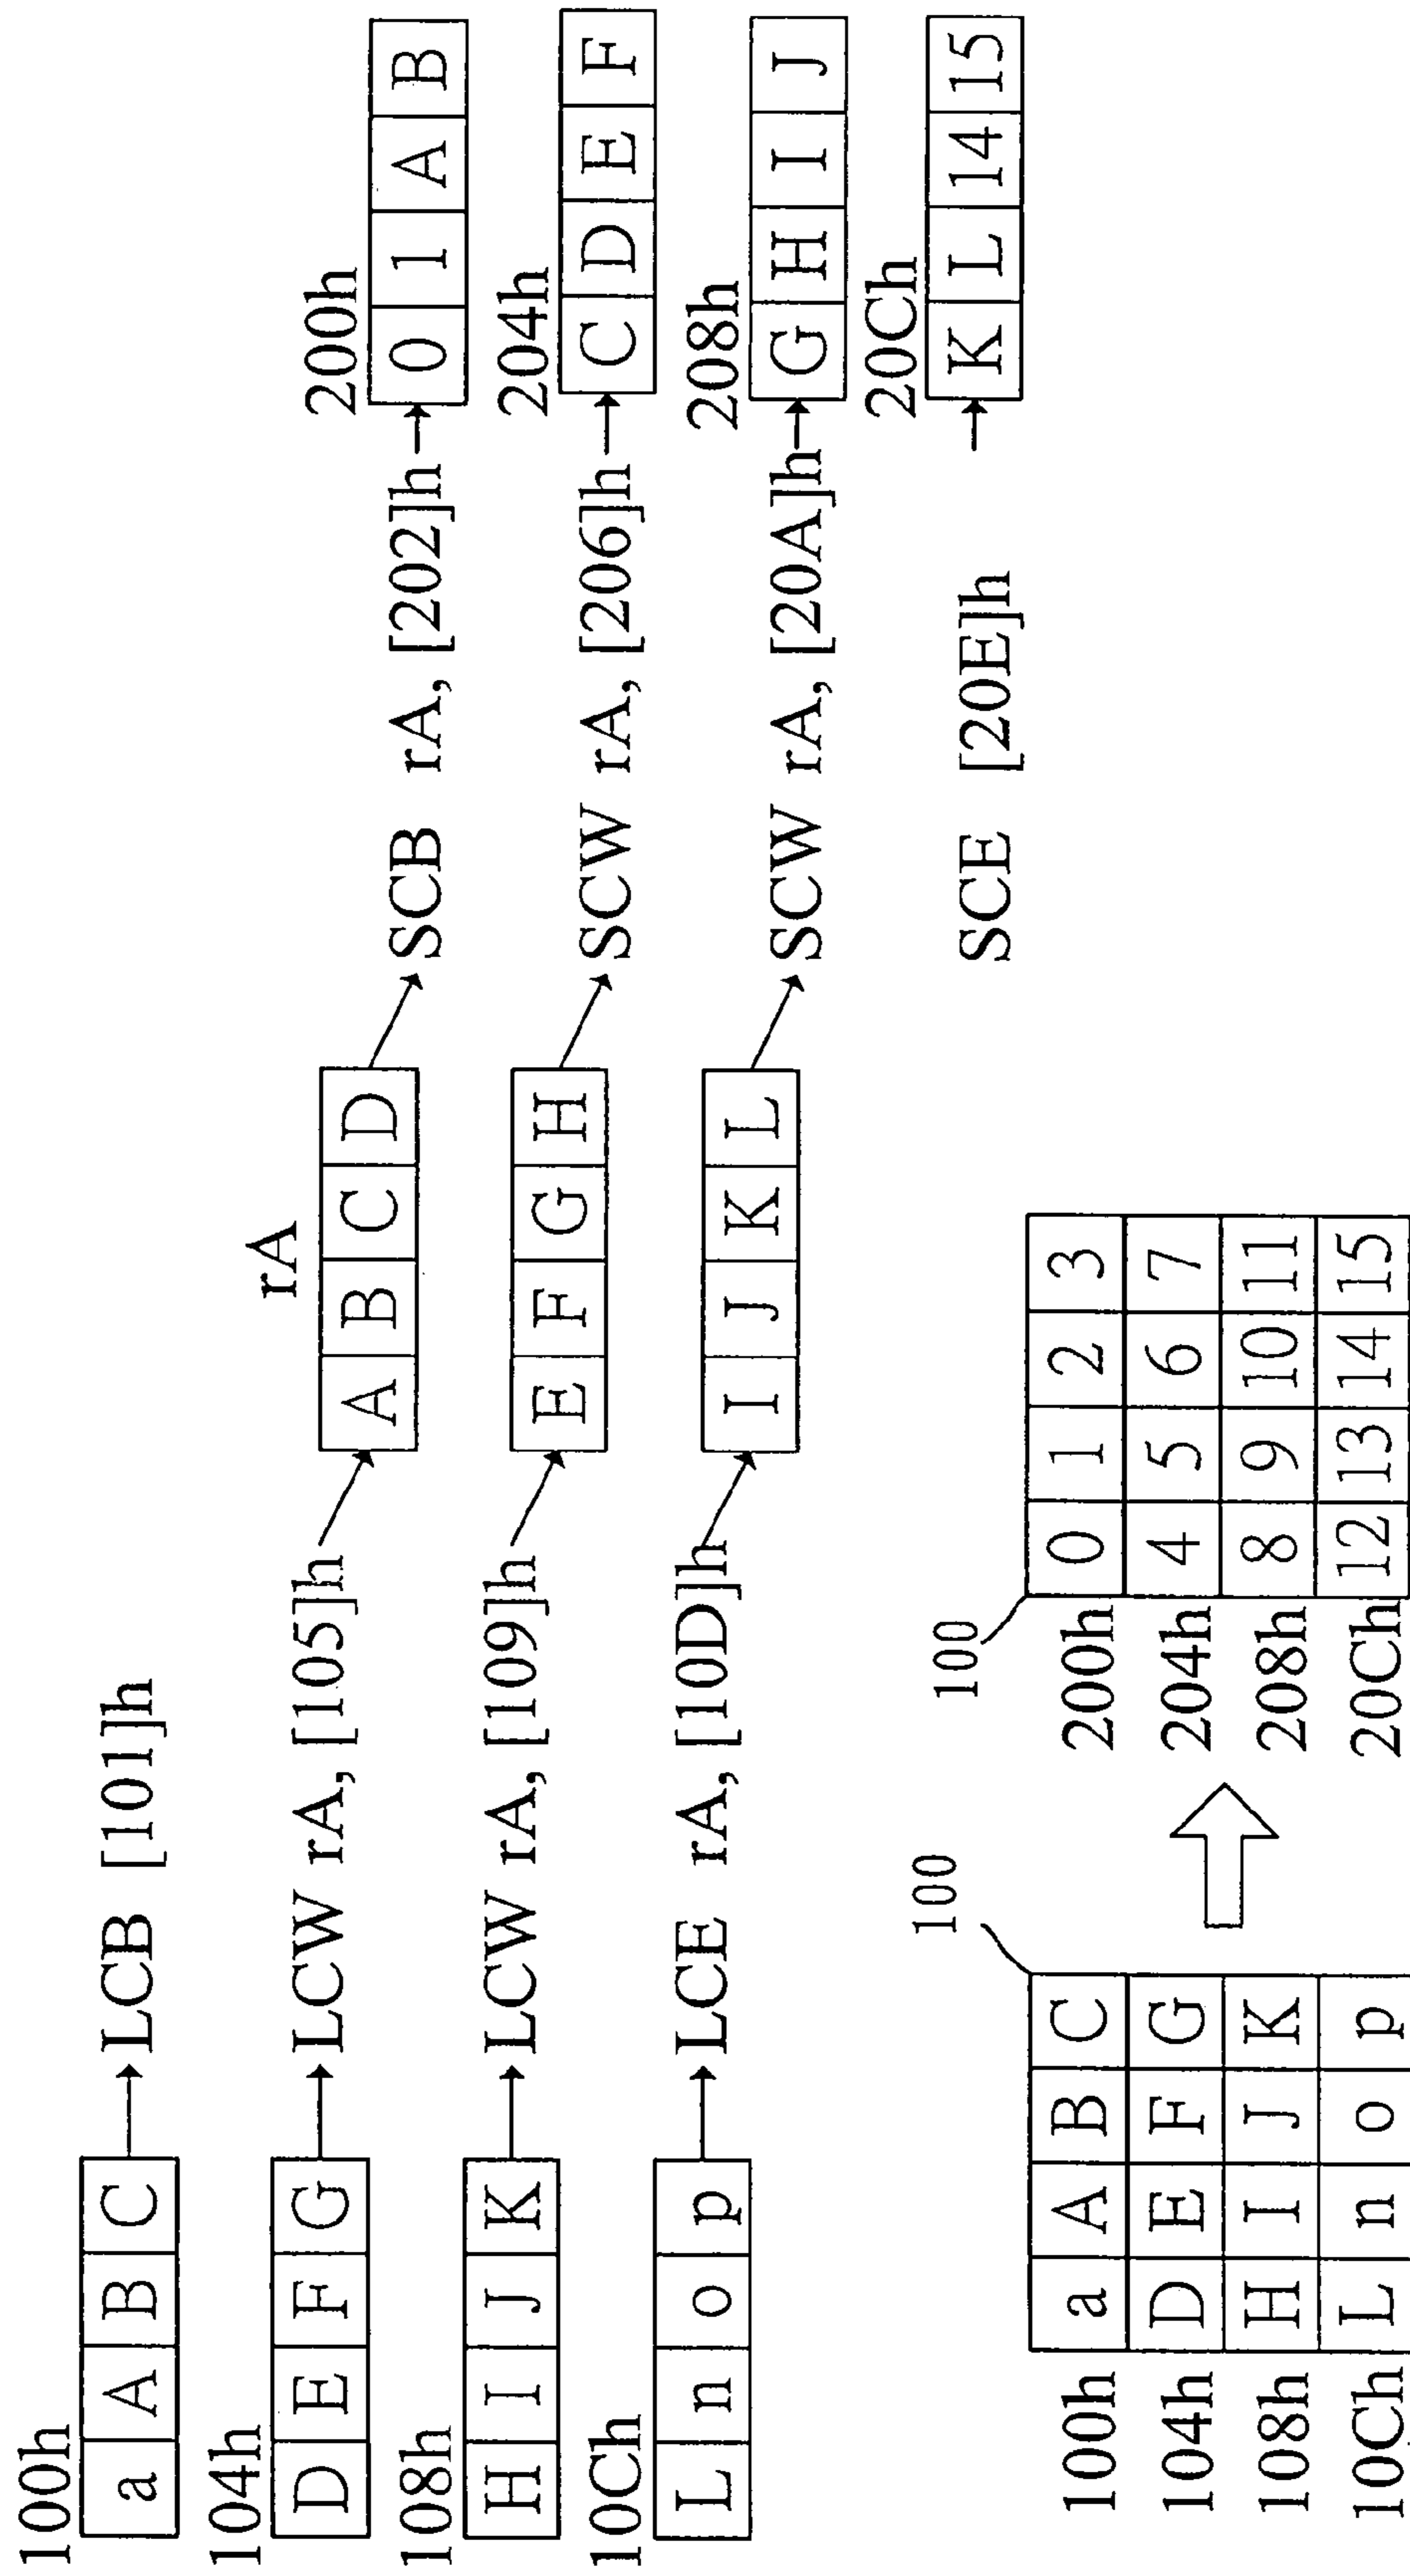 100h
a A B C LCB [101]h
rA
104h
D E F G LCW rA, [105]h A B C D SCB rA, [202]h 200h 0 1 A B
108h
H I J K LCW rA, [109]h E F G H SCW rA, [206]h 204h C D E F
10Ch
L n o p LCE rA, [10D]h I J K L SCW rA, [20A]h 208h G H I J
SCE [20E]h 20Ch K L 14 15
100 100
100h a A B C 200h 0 1 2 3
104h D E F G 204h 4 5 6 7
108h H I J K 208h 8 9 10 11
10Ch L n o p 20Ch 12 13 14 15